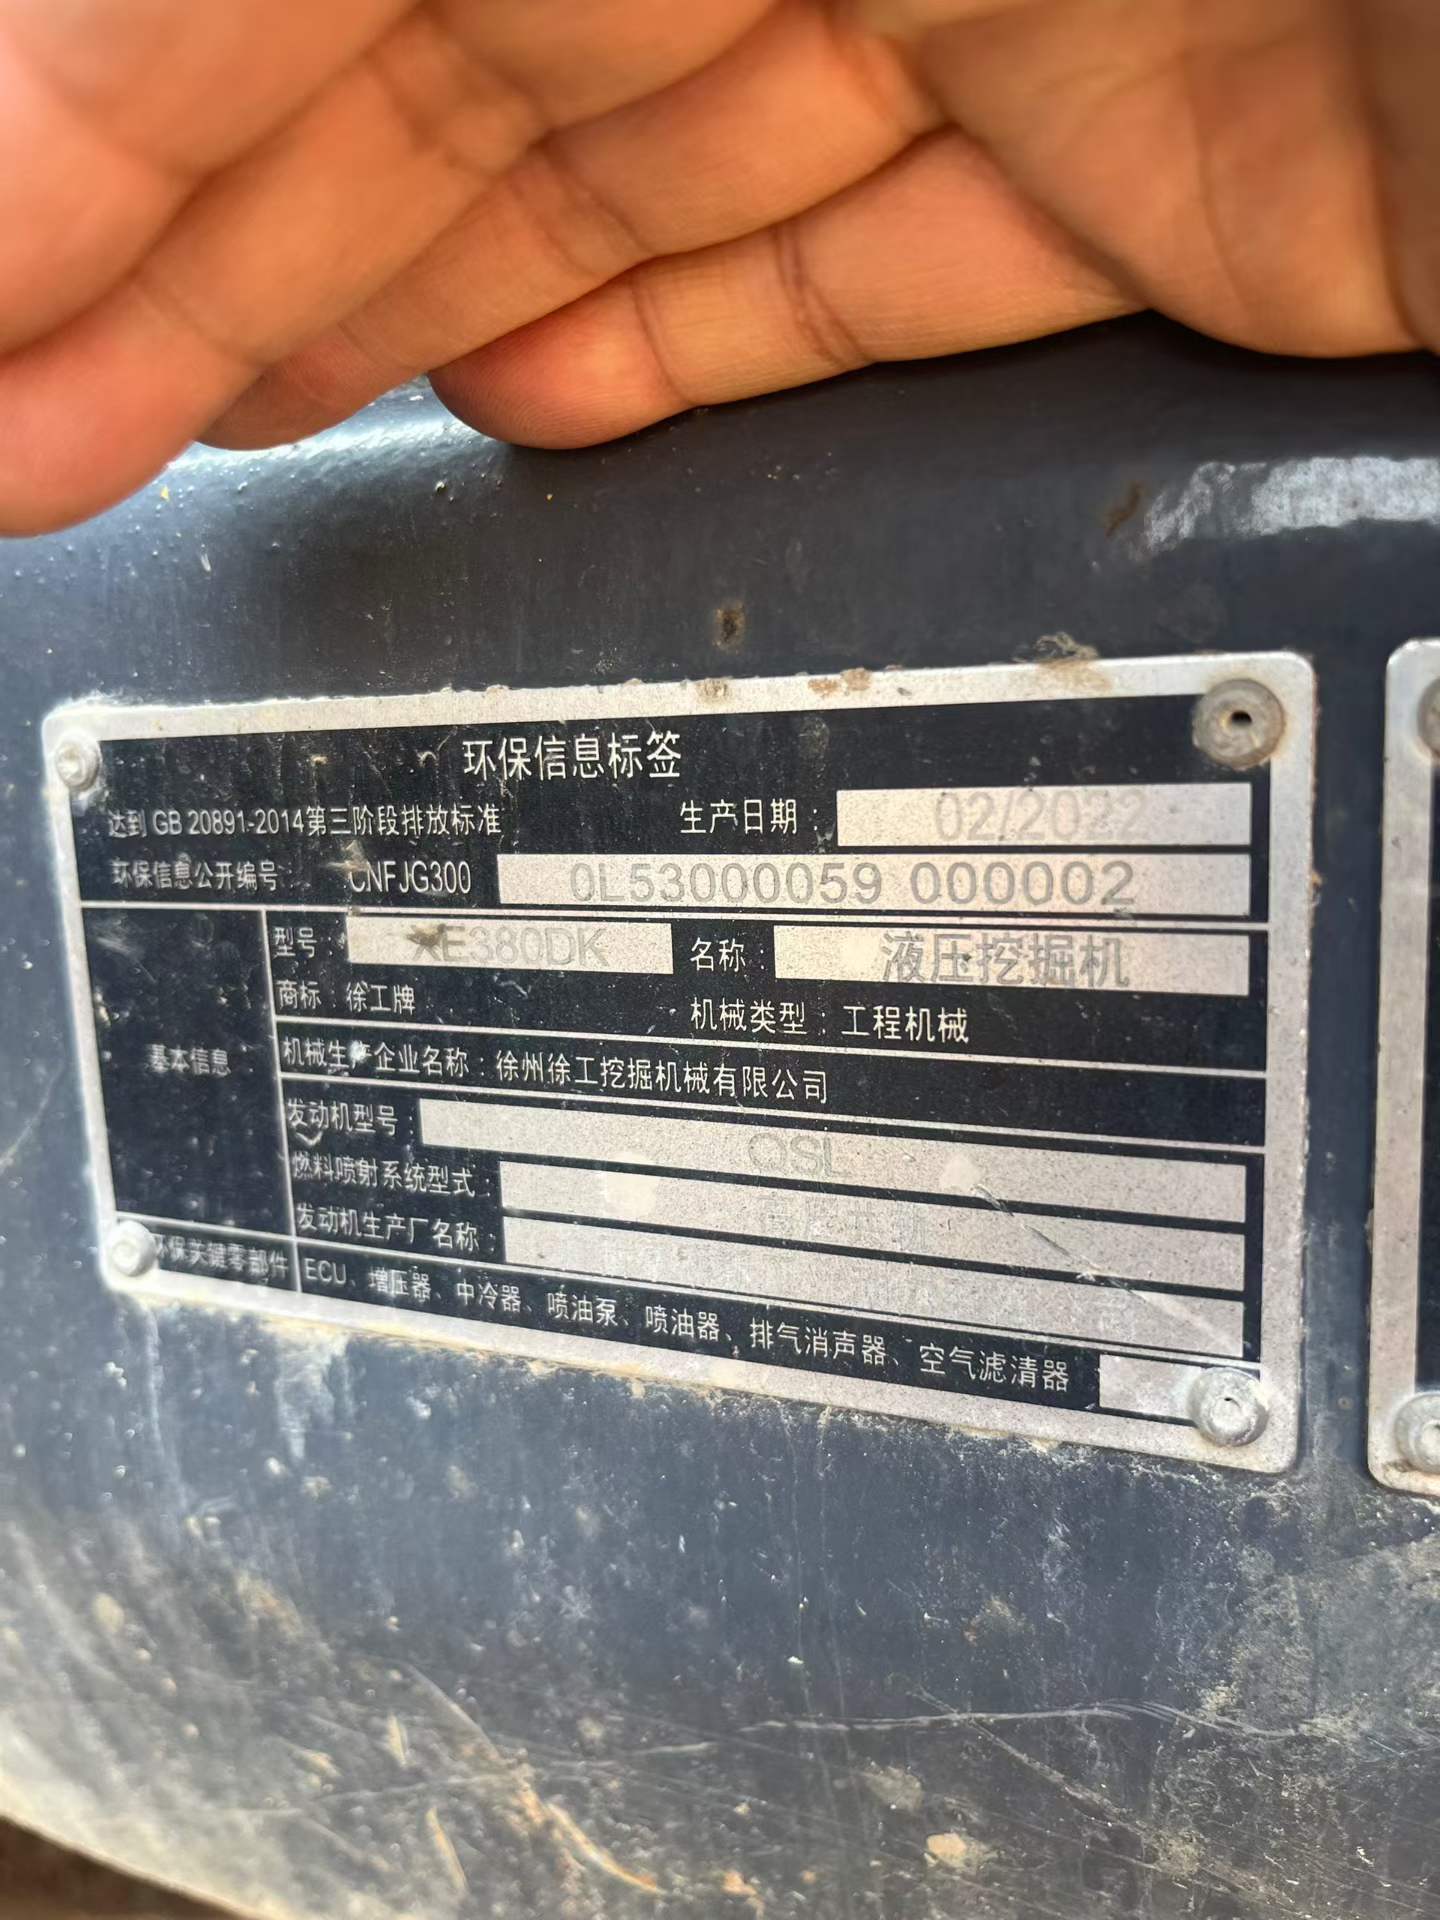 环保信息标签
达到 GB 20891-2014第三阶段排放标准 生产日期： 02/2022
环保信息公开编号： CNFJG300 0L53000059 000002
基本信息
型号： XE380DK 名称： 液压挖掘机
商标：徐工牌 机械类型：工程机械
机械生产企业名称：徐州徐工挖掘机械有限公司
发动机型号： QSL
燃料喷射系统型式： 高压共轨
发动机生产厂名称：
环保关键零部件 ECU、增压器、中冷器、喷油泵、喷油器、排气消声器、空气滤清器